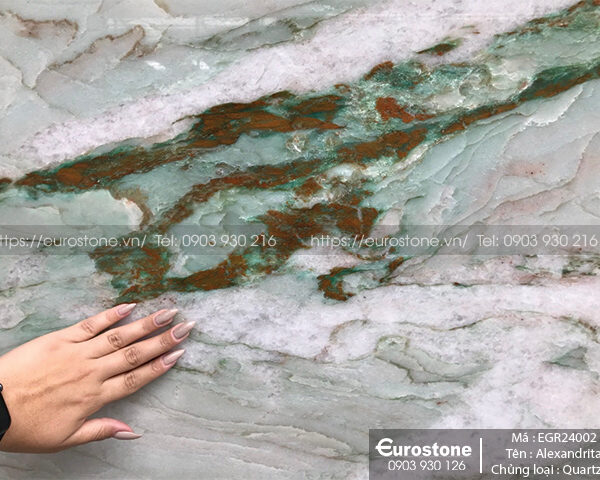 https://eurostone.vn/ Tel: 0903 930 216 https://eurostone.vn/ Tel: 0903 930 216
Eurostone
0903 930 126
Mã : EGR24002
Tên : Alexandrita
Chủng loại : Quartz